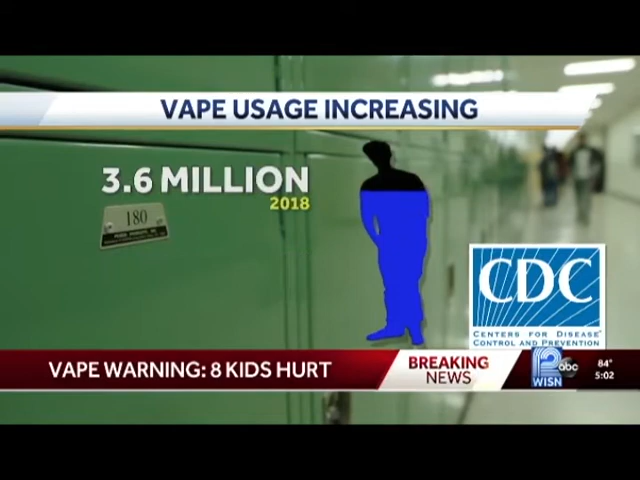 VAPE USAGE INCREASING
3.6 MILLION
2018
180
CDC
CENTERS FOR DISEASE
CONTROL AND PREVENTION
VAPE WARNING: 8 KIDS HURT
BREAKING
NEWS
12
WISN
abc
84°
5:02